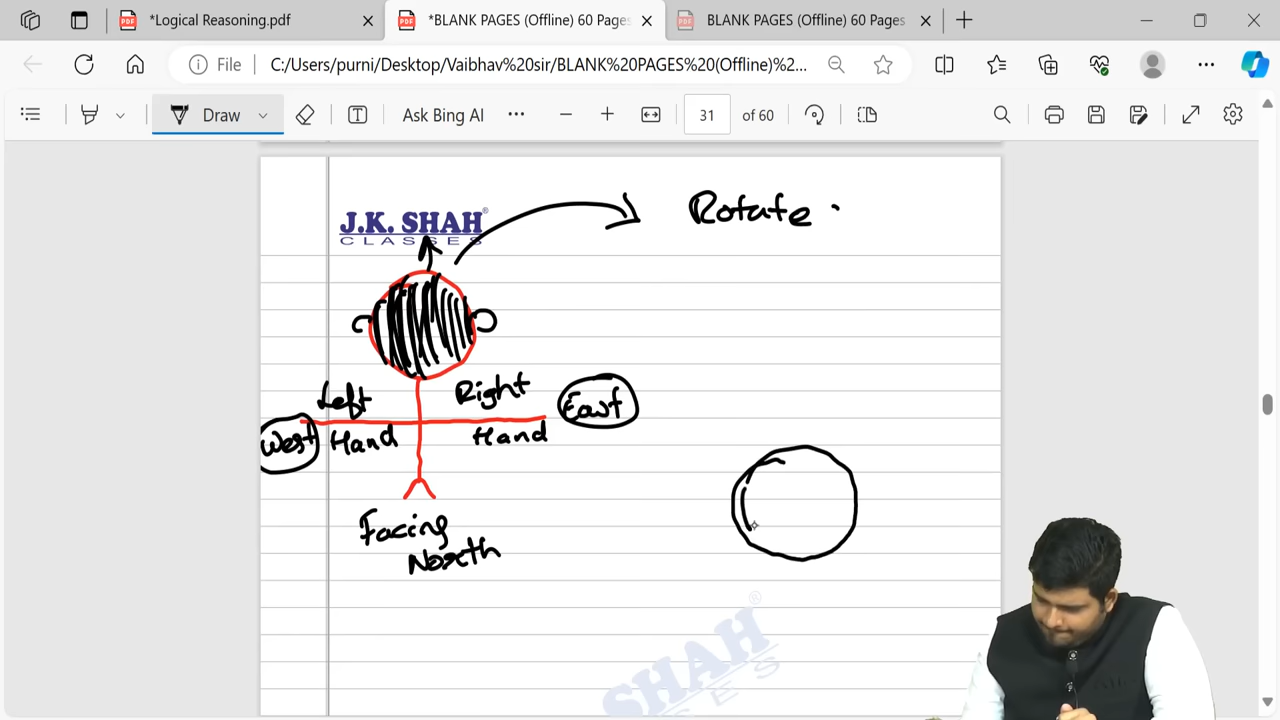 *Logical Reasoning.pdf
*BLANK PAGES (Offline) 60 Pages
BLANK PAGES (Offline) 60 Pages
File
C:/Users/purni/Desktop/Vaibhav%20sir/BLANK%20PAGES%20(Offline)%2...
Draw
Ask Bing AI
31
of 60
J.K. SHAH®
CLASSES
Rotate
Left
Right
East
West
Hand
Hand
Facing
North
SHAH®
ES